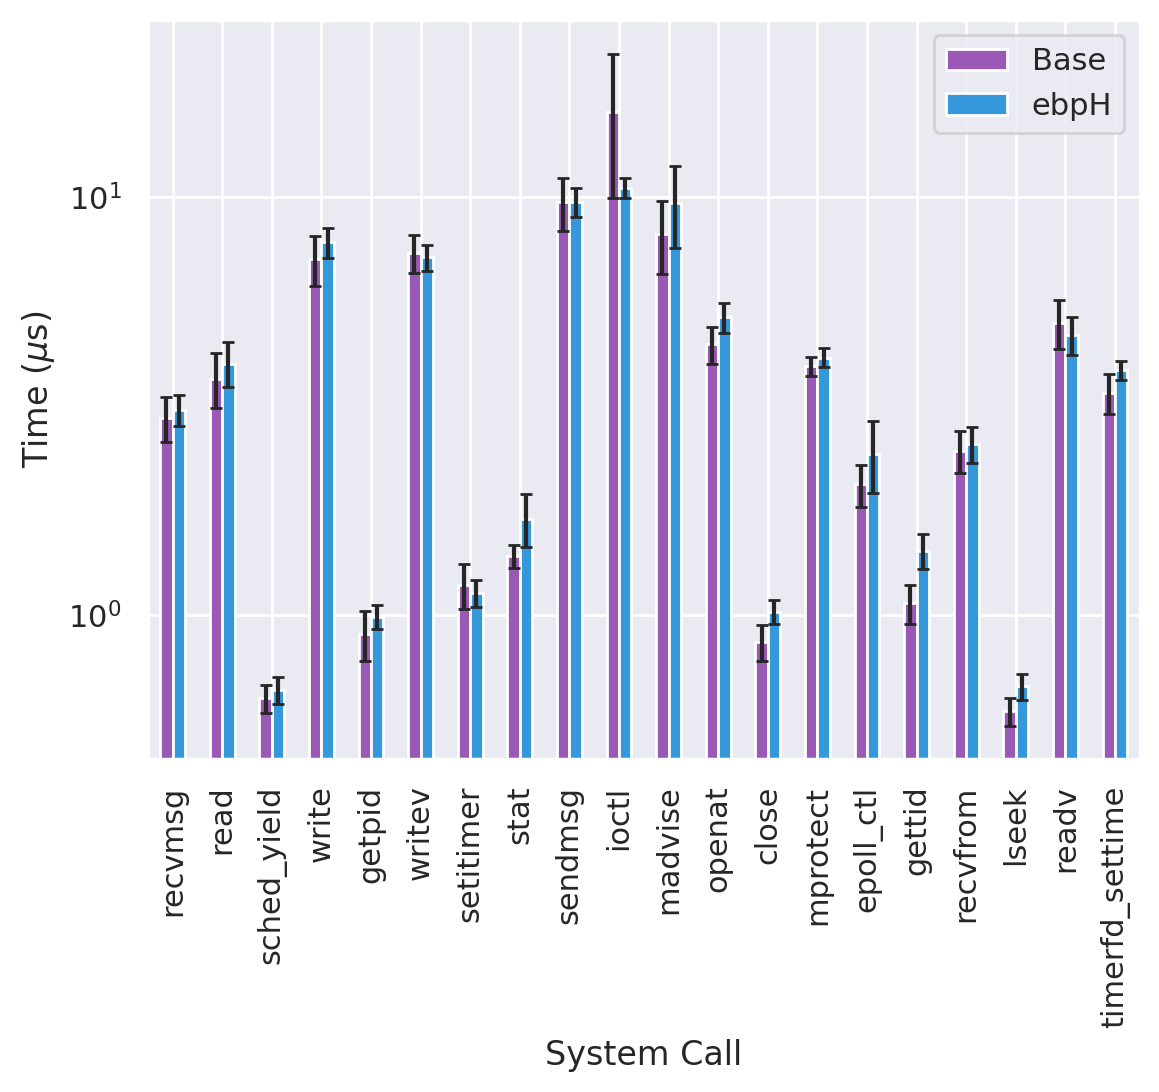 Base
ebpH
10¹
10⁰
Time (μs)
recvmsg
read
sched_yield
write
getpid
writev
setitimer
stat
sendmsg
ioctl
madvise
openat
close
mprotect
epoll_ctl
gettid
recvfrom
lseek
readv
timerfd_settime
System Call